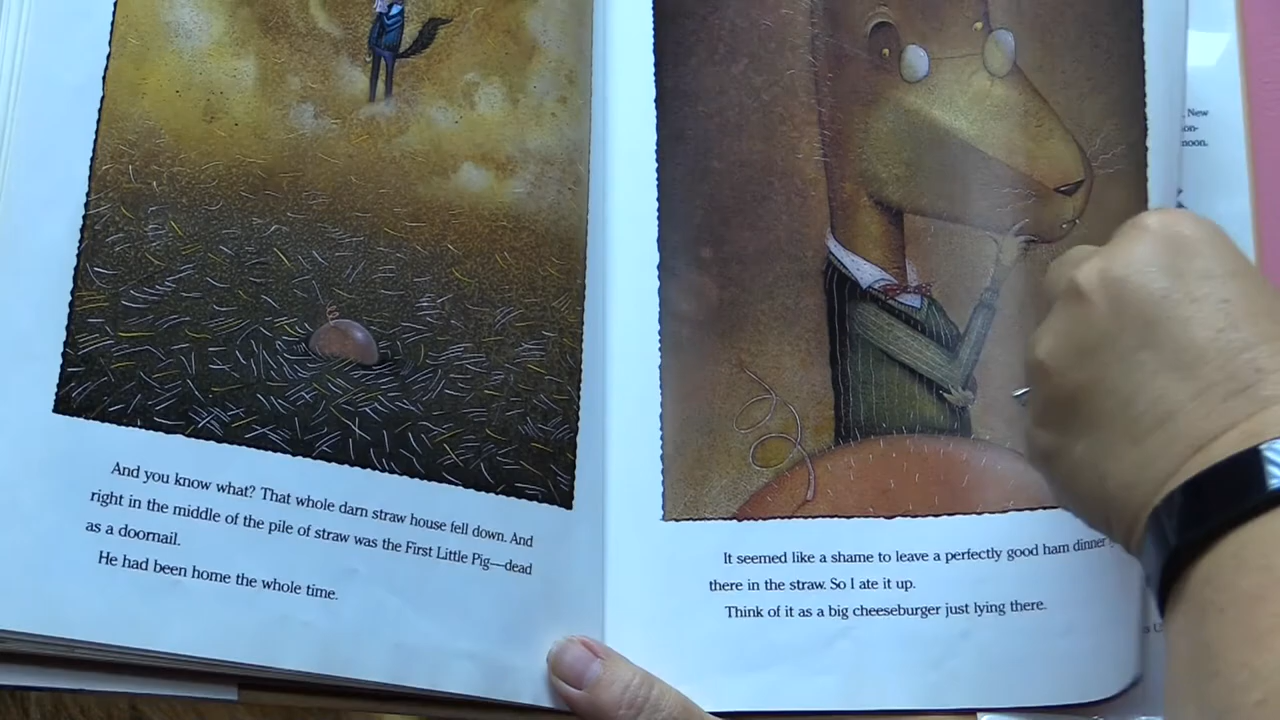 And you know what? That whole darn straw house fell down. And
right in the middle of the pile of straw was the First Little Pig—dead
as a doornail.
He had been home the whole time.
It seemed like a shame to leave a perfectly good ham dinner
there in the straw. So I ate it up.
Think of it as a big cheeseburger just lying there.
New
on-
moon.